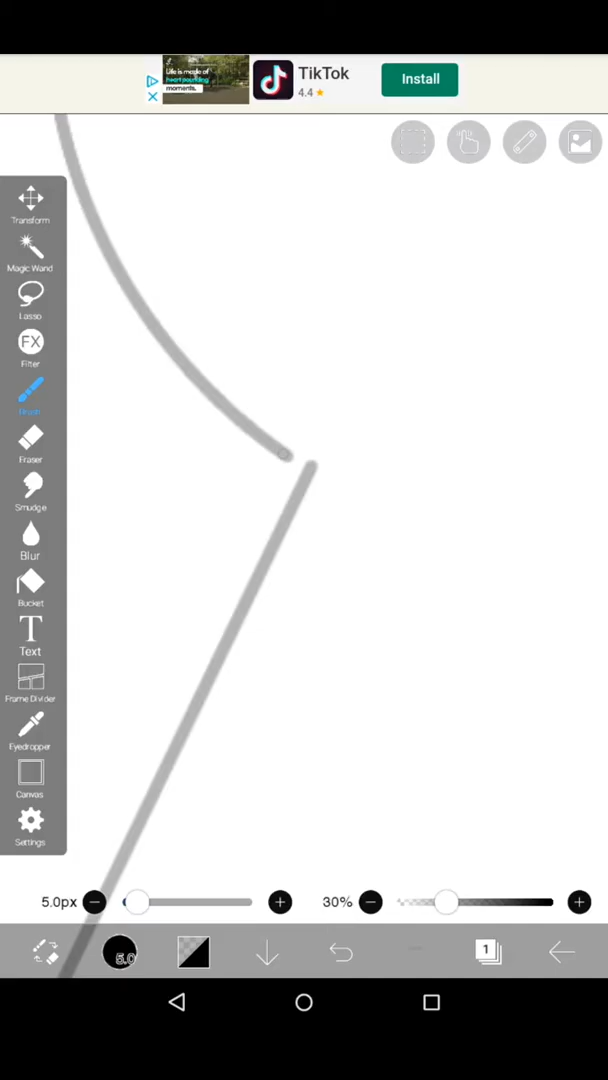 Life is made of
heart pounding
moments.
TikTok
4.4
Install
Transform
Magic Wand
Lasso
FX
Filter
Brush
Eraser
Smudge
Blur
Bucket
T
Text
Frame Divider
Eyedropper
Canvas
Settings
5.0px
30%
5.0
1